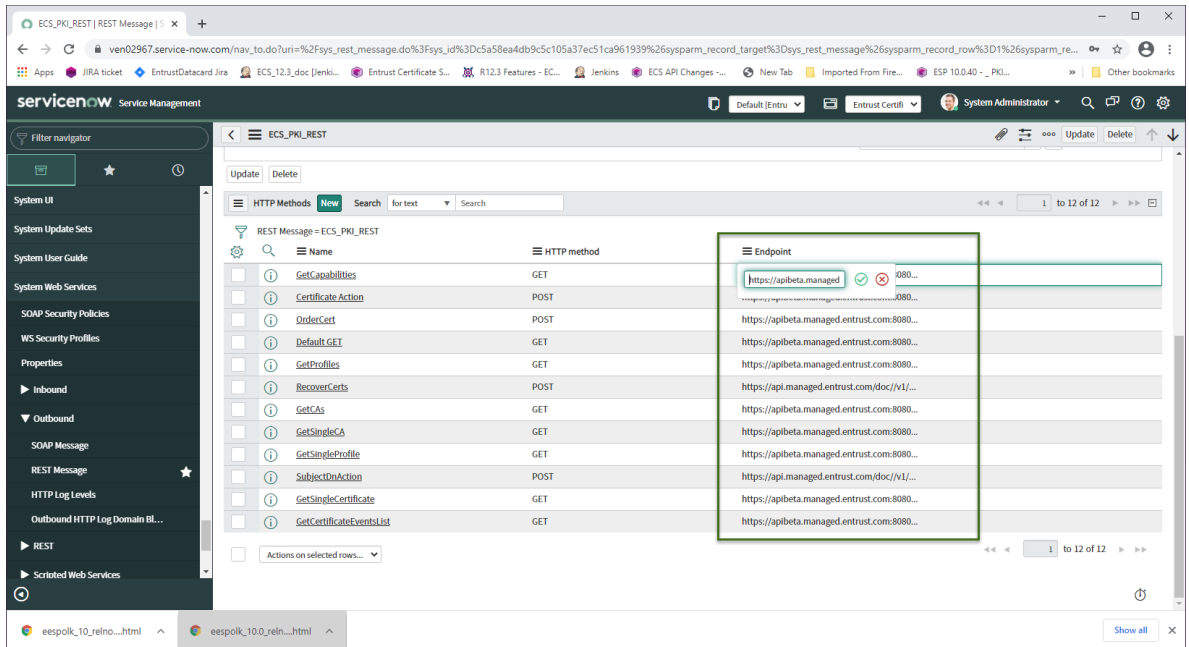 ECS_PKI_REST | REST Message | S
ven02967.service-now.com/nav_to.do?uri=%2Fsys_rest_message.do%3Fsys_id%3Dc5a58ea4db9c5c105a37ec51ca961939%26sysparm_record_target%3Dsys_rest_message%26sysparm_record_row%3D1%26sysparm_re...
Apps JIRA ticket EntrustDatacard Jira ECS_12.3_doc [Jenki... Entrust Certificate S... R12.3 Features - EC... Jenkins ECS API Changes -... New Tab Imported From Fire... ESP 10.0.40 - _ PKI... » Other bookmarks
servicenow Service Management Default [Entru Entrust Certifi System Administrator
Filter navigator ECS_PKI_REST Update Delete
Update Delete
System UI HTTP Methods New Search for text Search 1 to 12 of 12
System Update Sets REST Message = ECS_PKI_REST
System User Guide Name HTTP method Endpoint
GetCapabilities GET https://apibeta.managed :080...
System Web Services Certificate Action POST
SOAP Security Policies OrderCert POST https://apibeta.managed.entrust.com:8080...
WS Security Profiles Default GET GET https://apibeta.managed.entrust.com:8080...
Properties GetProfiles GET https://apibeta.managed.entrust.com:8080...
Inbound RecoverCerts POST https://api.managed.entrust.com/doc//v1/...
Outbound GetCAs GET https://apibeta.managed.entrust.com:8080...
SOAP Message GetSingleCA GET https://apibeta.managed.entrust.com:8080...
GetSingleProfile GET https://apibeta.managed.entrust.com:8080...
REST Message SubjectDnAction POST https://api.managed.entrust.com/doc//v1/...
HTTP Log Levels GetSingleCertificate GET https://apibeta.managed.entrust.com:8080...
Outbound HTTP Log Domain Bl... GetCertificateEventsList GET https://apibeta.managed.entrust.com:8080...
REST Actions on selected rows... 1 to 12 of 12
Scripted Web Services
eespolk_10_relno....html eespolk_10.0_reln....html Show all